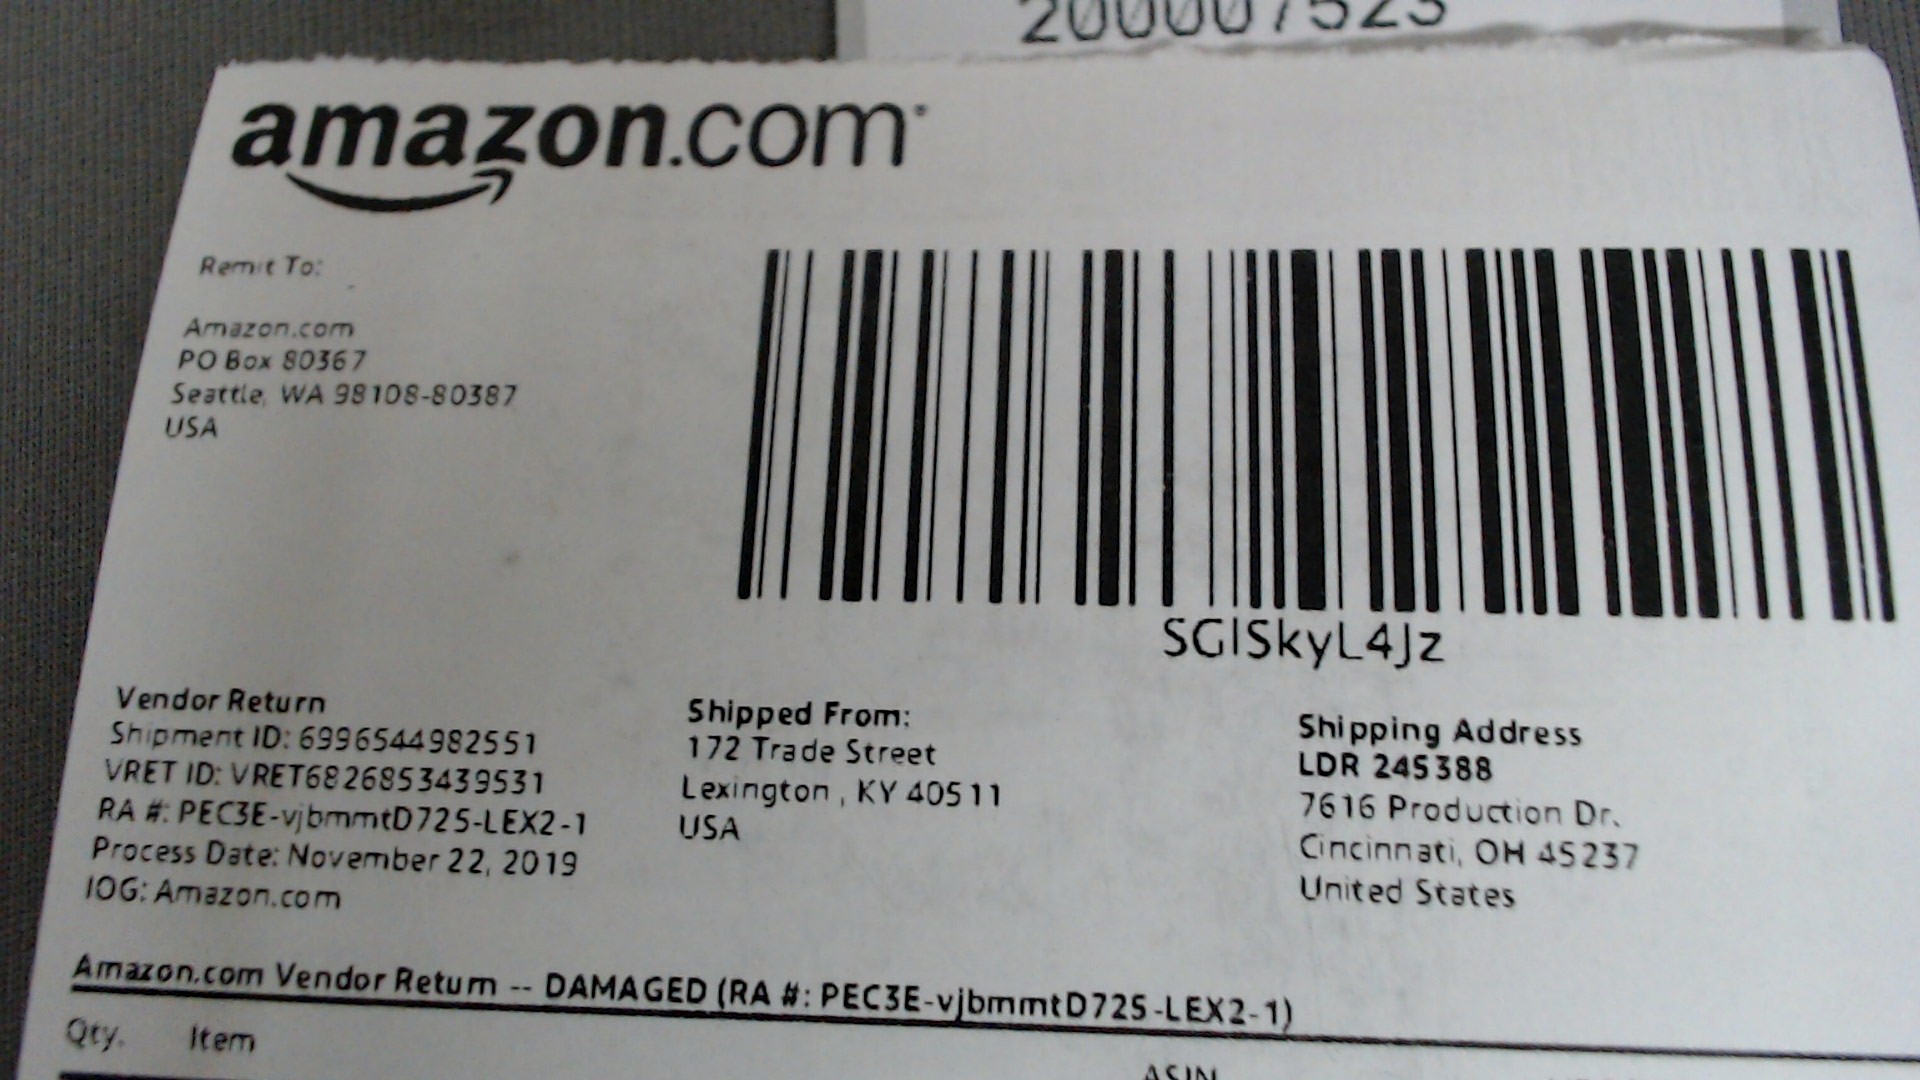 200007523
amazon.com
Remit To:
Amazon.com
PO Box 80367
Seattle, WA 98108-80387
USA
SGISkyL4Jz
Vendor Return
Shipment ID: 6996544982551
VRET ID: VRET6826853439531
RA #: PEC3E-vjbmmtD725-LEX2-1
Process Date: November 22, 2019
IOG: Amazon.com
Shipped From:
172 Trade Street
Lexington , KY 40511
USA
Shipping Address
LDR 245388
7616 Production Dr.
Cincinnati, OH 45237
United States
Amazon.com Vendor Return -- DAMAGED (RA #: PEC3E-vjbmmtD725-LEX2-1)
Qty. Item
ASIN